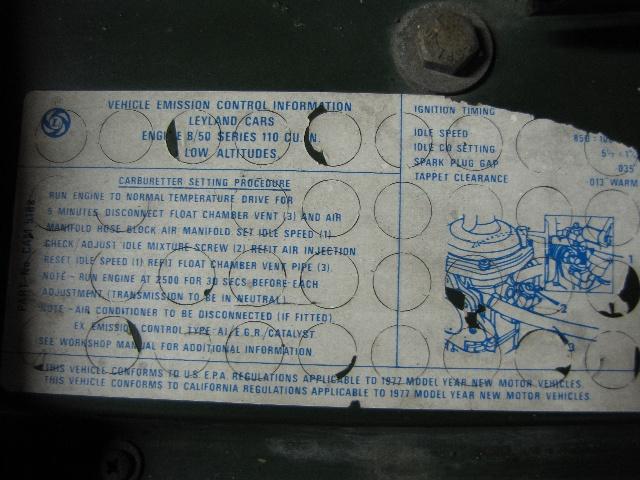 VEHICLE EMISSION CONTROL INFORMATION
LEYLAND CARS
ENGINE B/50 SERIES 110 CU.IN.
LOW ALTITUDES
CARBURETTER SETTING PROCEDURE
RUN ENGINE TO NORMAL TEMPERATURE DRIVE FOR
5 MINUTES DISCONNECT FLOAT CHAMBER VENT (3) AND AIR
MANIFOLD HOSE BLOCK AIR MANIFOLD SET IDLE SPEED (1)
CHECK/ADJUST IDLE MIXTURE SCREW (2) REFIT AIR INJECTION
RESET IDLE SPEED (1) REFIT FLOAT CHAMBER VENT PIPE (3)
NOTE - RUN ENGINE AT 2500 FOR 30 SECS BEFORE EACH
ADJUSTMENT (TRANSMISSION TO BE IN NEUTRAL)
NOTE - AIR CONDITIONER TO BE DISCONNECTED (IF FITTED)
EX. EMISSION CONTROL TYPE AI/E.G.R/CATALYST
SEE WORKSHOP MANUAL FOR ADDITIONAL INFORMATION
IGNITION TIMING
IDLE SPEED 850
IDLE CO SETTING
SPARK PLUG GAP 035
TAPPET CLEARANCE 013 WARM
1
2
3
THIS VEHICLE CONFORMS TO U.S. E.P.A. REGULATIONS APPLICABLE TO 1977 MODEL YEAR NEW MOTOR VEHICLES
THIS VEHICLE CONFORMS TO CALIFORNIA REGULATIONS APPLICABLE TO 1977 MODEL YEAR NEW MOTOR VEHICLES.
PART No.